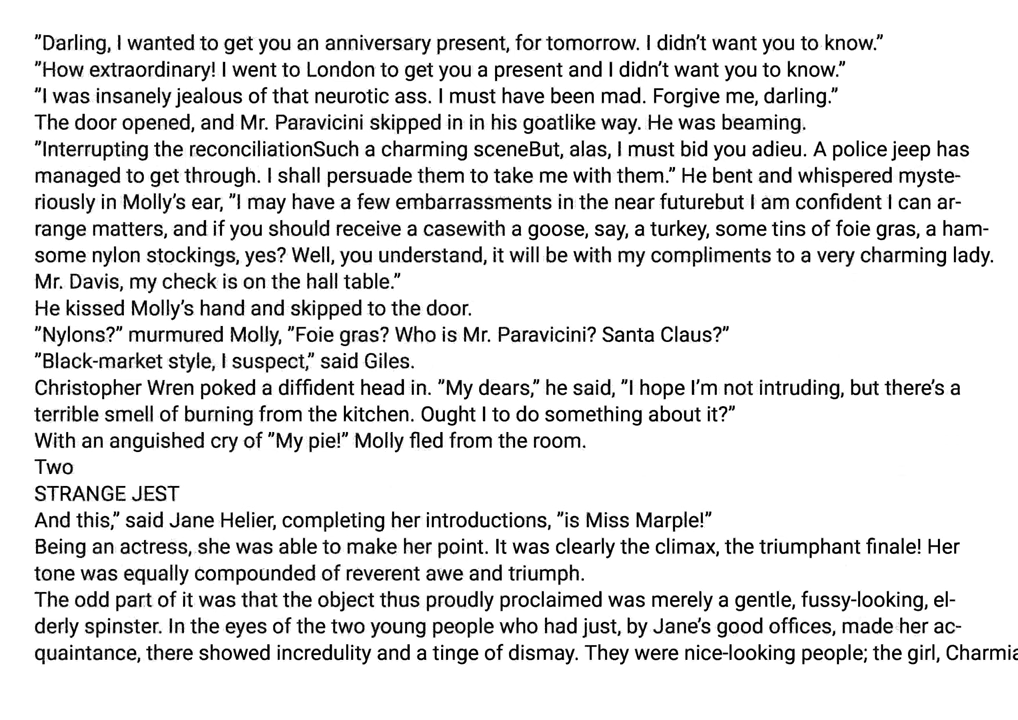 ”Darling, I wanted to get you an anniversary present, for tomorrow. I didn’t want you to know.”
”How extraordinary! I went to London to get you a present and I didn’t want you to know.”
”I was insanely jealous of that neurotic ass. I must have been mad. Forgive me, darling.”
The door opened, and Mr. Paravicini skipped in in his goatlike way. He was beaming.
”Interrupting the reconciliationSuch a charming sceneBut, alas, I must bid you adieu. A police jeep has
managed to get through. I shall persuade them to take me with them.” He bent and whispered myste-
riously in Molly’s ear, ”I may have a few embarrassments in the near futurebut I am confident I can ar-
range matters, and if you should receive a casewith a goose, say, a turkey, some tins of foie gras, a ham-
some nylon stockings, yes? Well, you understand, it will be with my compliments to a very charming lady.
Mr. Davis, my check is on the hall table.”
He kissed Molly’s hand and skipped to the door.
”Nylons?” murmured Molly, ”Foie gras? Who is Mr. Paravicini? Santa Claus?”
”Black-market style, I suspect,” said Giles.
Christopher Wren poked a diffident head in. ”My dears,” he said, ”I hope I’m not intruding, but there’s a
terrible smell of burning from the kitchen. Ought I to do something about it?”
With an anguished cry of ”My pie!” Molly fled from the room.
Two
STRANGE JEST
And this,” said Jane Helier, completing her introductions, ”is Miss Marple!”
Being an actress, she was able to make her point. It was clearly the climax, the triumphant finale! Her
tone was equally compounded of reverent awe and triumph.
The odd part of it was that the object thus proudly proclaimed was merely a gentle, fussy-looking, el-
derly spinster. In the eyes of the two young people who had just, by Jane’s good offices, made her ac-
quaintance, there showed incredulity and a tinge of dismay. They were nice-looking people; the girl,